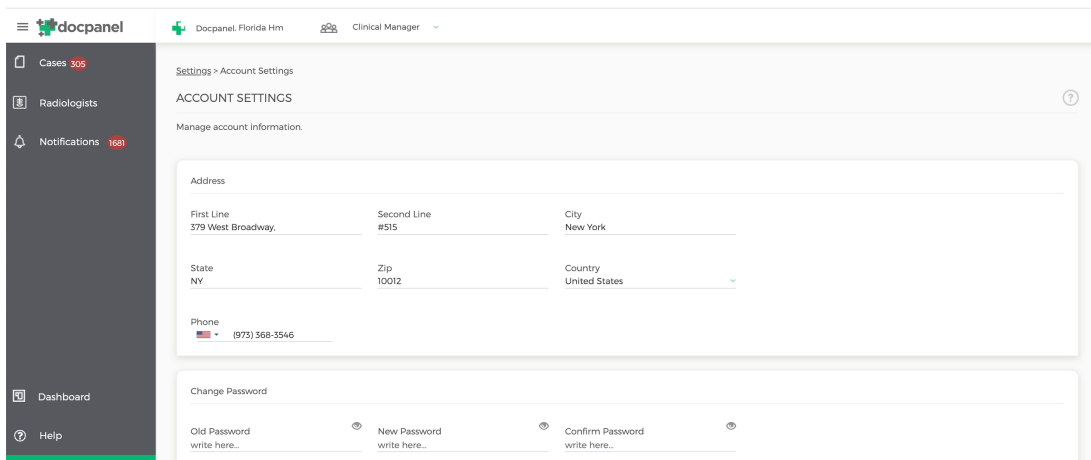 docpanel
Docpanel, Florida Hm
Clinical Manager
Cases 305
Radiologists
Notifications 1681
Dashboard
Help
Settings > Account Settings
ACCOUNT SETTINGS
?
Manage account information.
Address
First Line
Second Line
City
379 West Broadway,
#515
New York
State
Zip
Country
NY
10012
United States
Phone
(973) 368-3546
Change Password
Old Password
New Password
Confirm Password
write here...
write here...
write here...